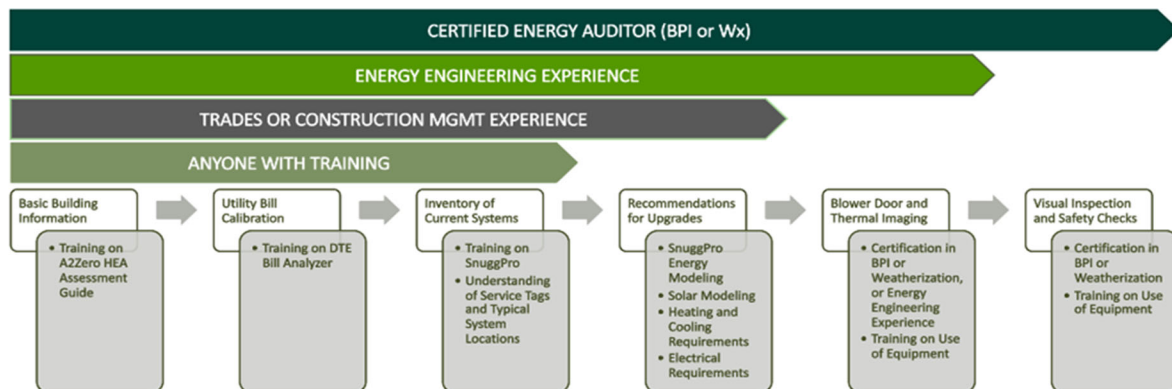 CERTIFIED ENERGY AUDITOR (BPI or Wx)
ENERGY ENGINEERING EXPERIENCE
TRADES OR CONSTRUCTION MGMT EXPERIENCE
ANYONE WITH TRAINING
Basic Building
Information
• Training on
A2Zero HEA
Assessment
Guide
Utility Bill
Calibration
• Training on DTE
Bill Analyzer
Inventory of
Current Systems
• Training on
SnuggPro
• Understanding
of Service Tags
and Typical
System
Locations
Recommendations
for Upgrades
• SnuggPro
Energy
Modeling
• Solar Modeling
• Heating and
Cooling
Requirements
• Electrical
Requirements
Blower Door and
Thermal Imaging
• Certification in
BPI or
Weatherization,
or Energy
Engineering
Experience
• Training on Use
of Equipment
Visual Inspection
and Safety Checks
• Certification in
BPI or
Weatherization
• Training on Use
of Equipment